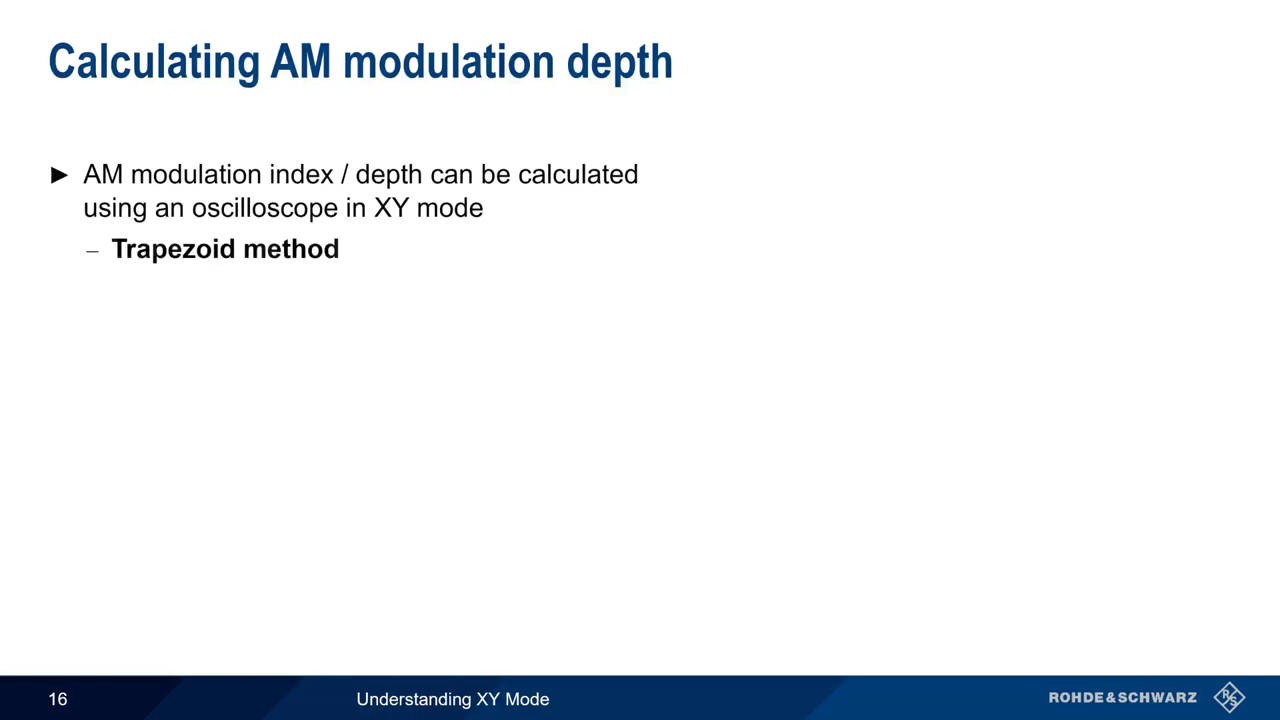 Calculating AM modulation depth
► AM modulation index / depth can be calculated
using an oscilloscope in XY mode
– Trapezoid method
16
Understanding XY Mode
ROHDE & SCHWARZ
R S